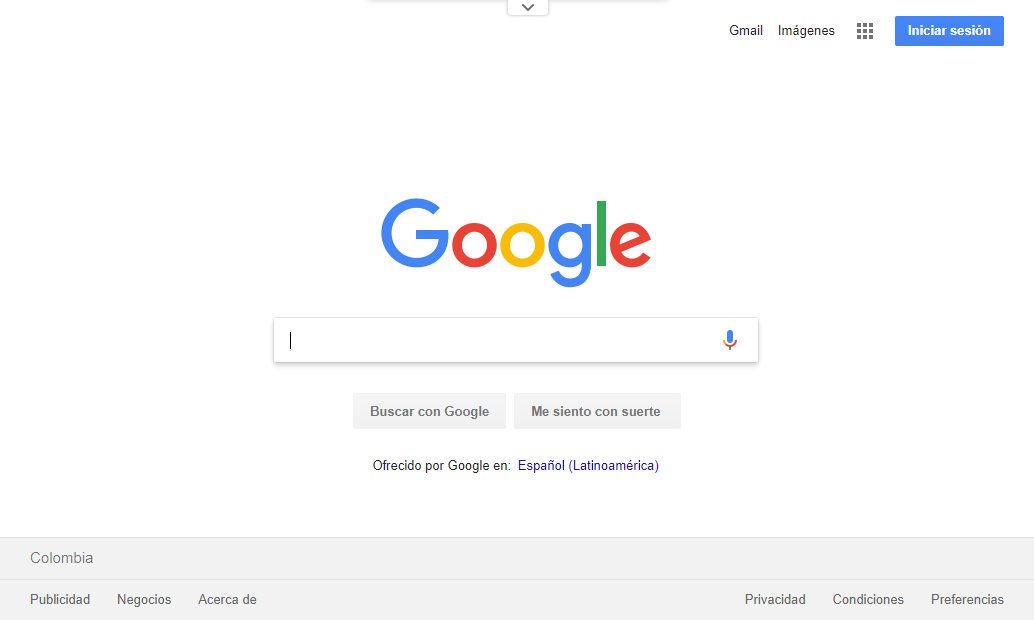 Gmail Imágenes Iniciar sesión
Google
Buscar con Google Me siento con suerte
Ofrecido por Google en: Español (Latinoamérica)
Colombia
Publicidad Negocios Acerca de Privacidad Condiciones Preferencias